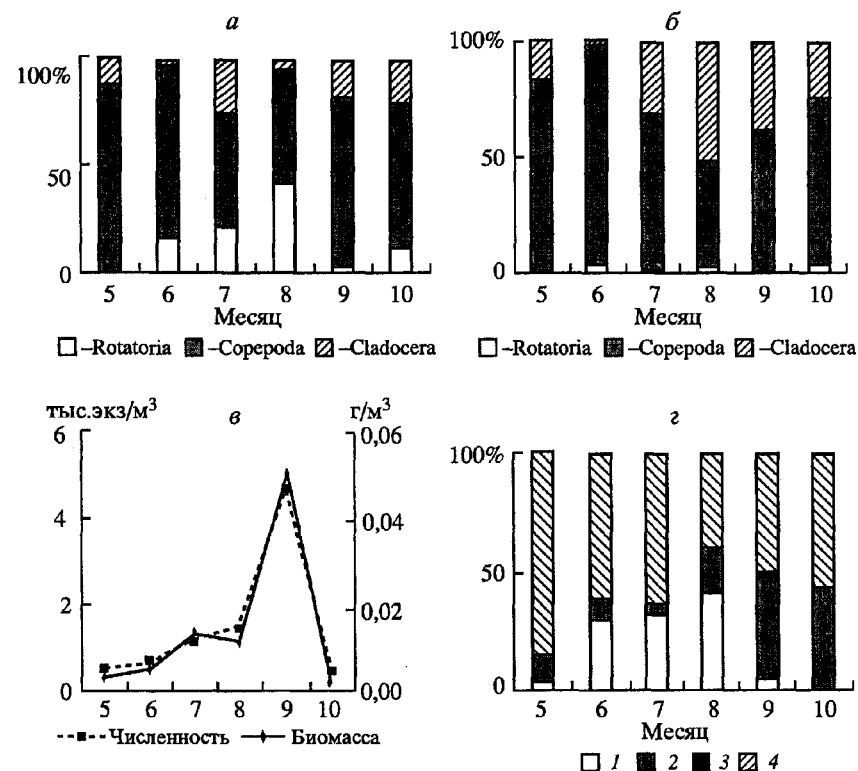 а
100%
50
0
5 6 7 8 9 10
Месяц
–Rotatoria –Copepoda –Cladocera
б
100%
50
0
5 6 7 8 9 10
Месяц
–Rotatoria –Copepoda –Cladocera
в
тыс.экз/м³ г/м³
6 0,06
4 0,04
2 0,02
0 0,00
5 6 7 8 9 10
Численность Биомасса
г
100%
50
0
5 6 7 8 9 10
Месяц
1 2 3 4